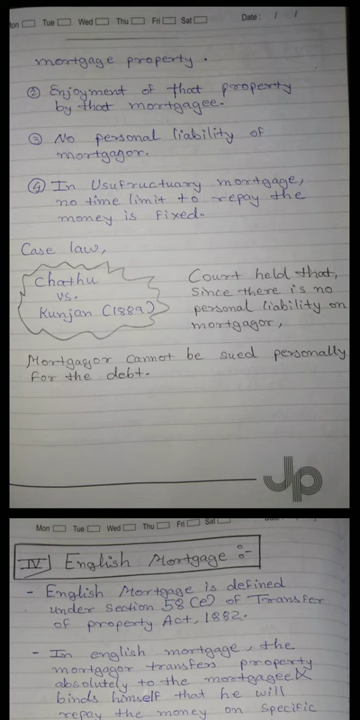 Mon Tue Wed Thu Fri Sat Date: / /
mortgage property.
② Enjoyment of that property
by that mortgagee.
③ No personal liability of
mortgagor.
④ In Usufructuary mortgage,
no time limit to repay the
money is fixed.
Case law,
Chathu
vs.
Kunjan (1889)
Court held that,
since there is no
personal liability on
mortgagor,
Mortgagor cannot be sued personally
for the debt.
Jp
Mon Tue Wed Thu Fri Sat
IV English Mortgage :-
- English Mortgage is defined
under section 58(e) of Transfer
of property Act, 1882.
- In english mortgage, the
mortgagor transfers property
absolutely to the mortgagee &
binds himself that he will
repay the money on specific